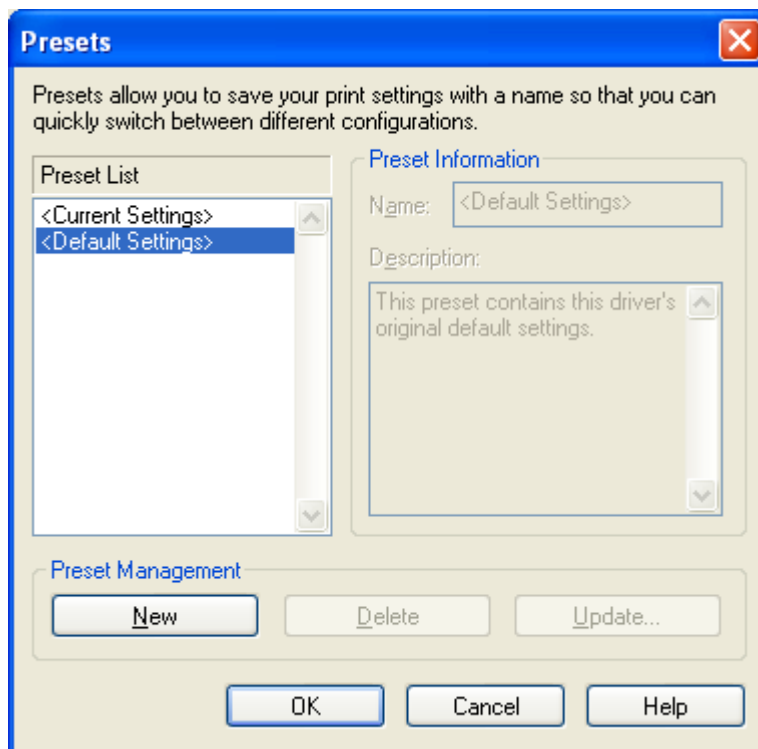 Presets
Presets allow you to save your print settings with a name so that you can
quickly switch between different configurations.
Preset List
<Current Settings>
<Default Settings>
Preset Information
Name:
<Default Settings>
Description:
This preset contains this driver's
original default settings.
Preset Management
New
Delete
Update...
OK
Cancel
Help